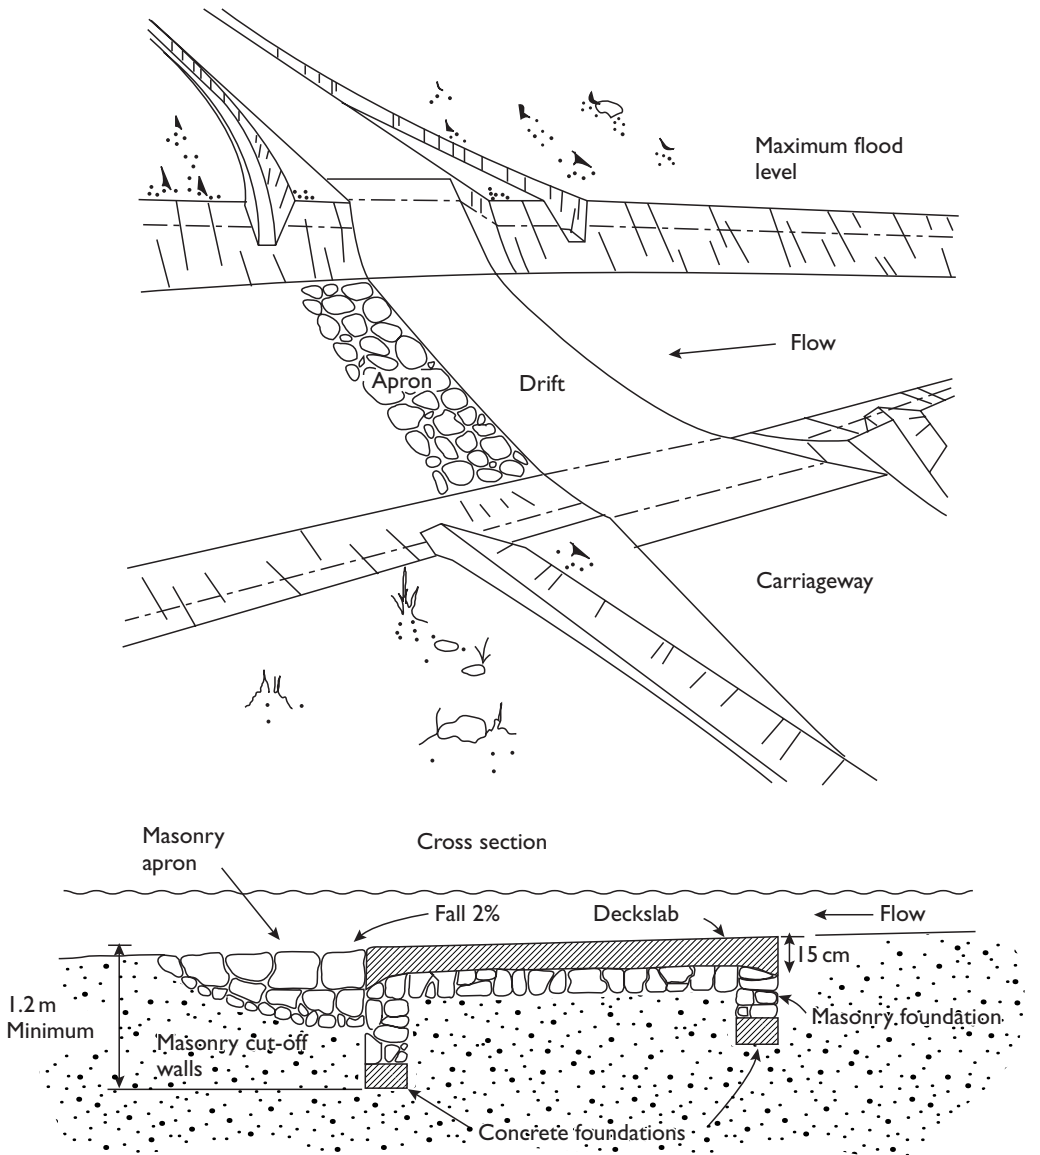 Maximum flood
level
Flow
Apron
Drift
Carriageway
Masonry
apron
Cross section
Fall 2%
Deckslab
Flow
15 cm
1.2 m
Minimum
Masonry foundation
Masonry cut-off
walls
Concrete foundations